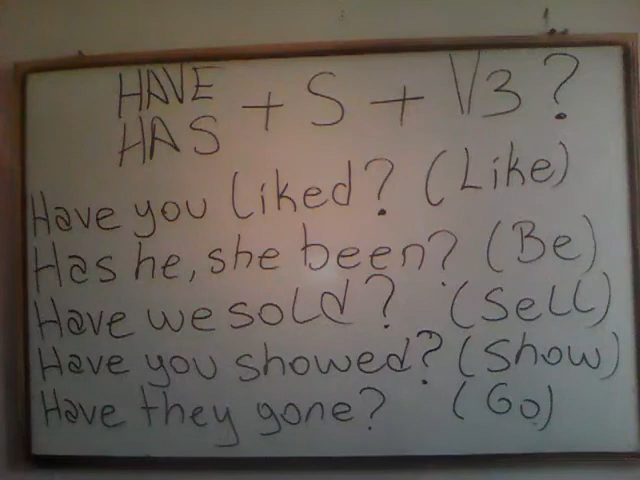 HAVE
HAS + S + V3?
Have you liked? (Like)
Has he, she been? (Be)
Have we sold? (Sell)
Have you showed? (Show)
Have they gone? (Go)